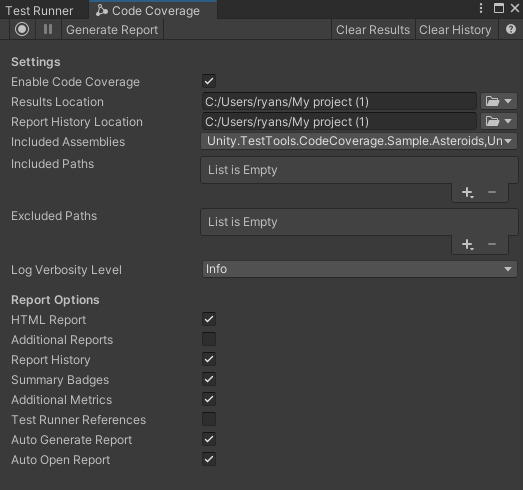 Test Runner Code Coverage
Generate Report Clear Results Clear History
Settings
Enable Code Coverage
Results Location C:/Users/ryans/My project (1)
Report History Location C:/Users/ryans/My project (1)
Included Assemblies Unity.TestTools.CodeCoverage.Sample.Asteroids,Un
Included Paths List is Empty
Excluded Paths List is Empty
Log Verbosity Level Info
Report Options
HTML Report
Additional Reports
Report History
Summary Badges
Additional Metrics
Test Runner References
Auto Generate Report
Auto Open Report